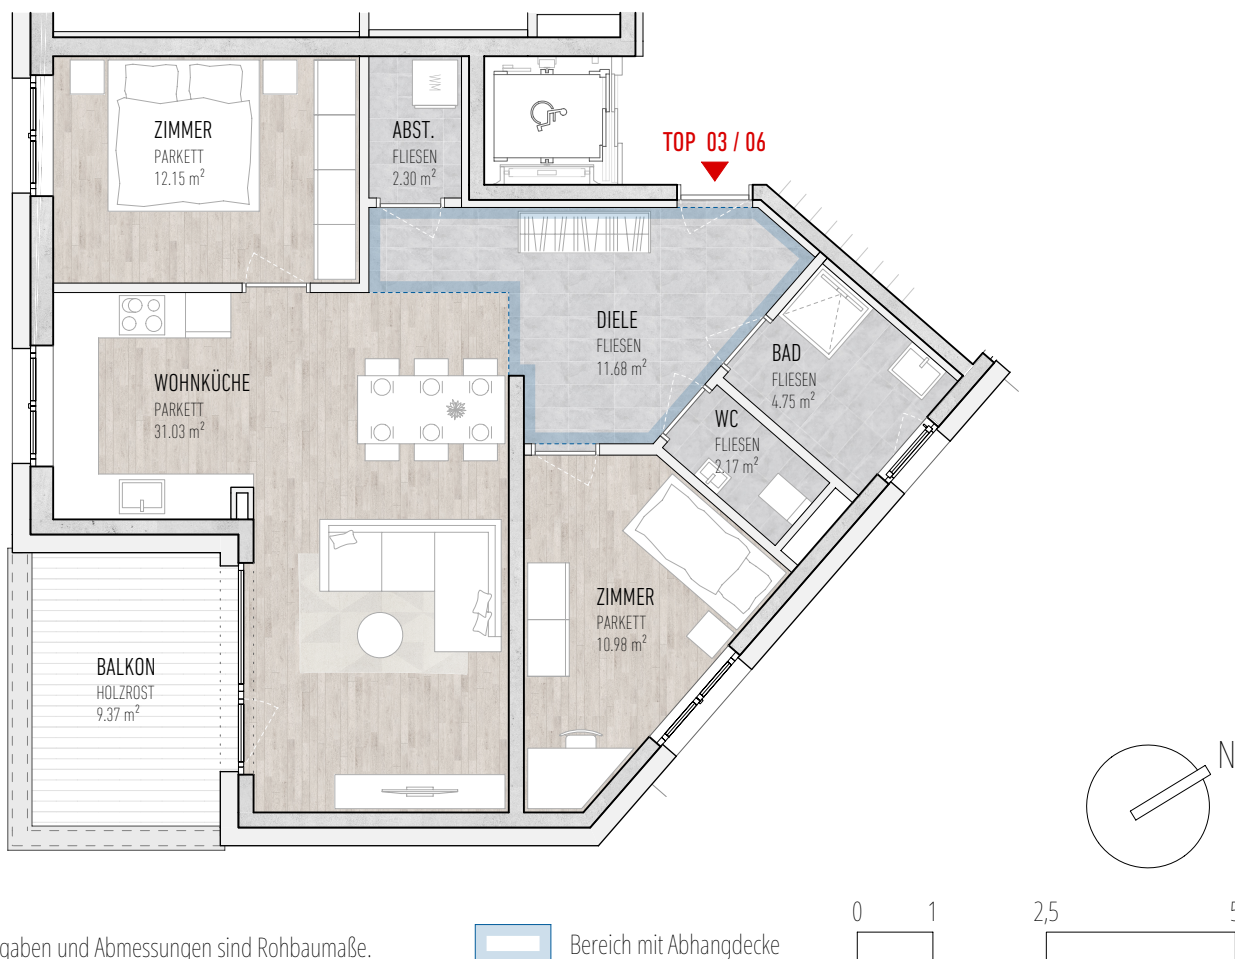 ZIMMER
PARKETT
12.15 m²
ABST.
FLIESEN
2.30 m²
WM
TOP 03 / 06
DIELE
FLIESEN
11.68 m²
BAD
FLIESEN
4.75 m²
WC
FLIESEN
2.17 m²
WOHNKÜCHE
PARKETT
31.03 m²
ZIMMER
PARKETT
10.98 m²
BALKON
HOLZROST
9.37 m²
N
0 1 2,5 5
gaben und Abmessungen sind Rohbaumaße.
Bereich mit Abhangdecke